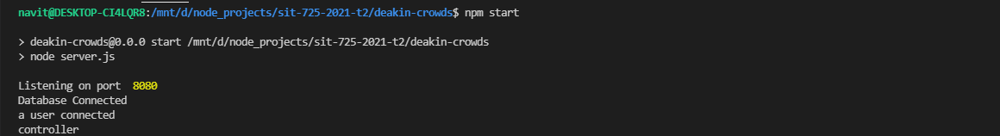 navit@DESKTOP-CI4LQR8:/mnt/d/node_projects/sit-725-2021-t2/deakin-crowds$ npm start
> deakin-crowds@0.0.0 start /mnt/d/node_projects/sit-725-2021-t2/deakin-crowds
> node server.js
Listening on port  8080
Database Connected
a user connected
controller